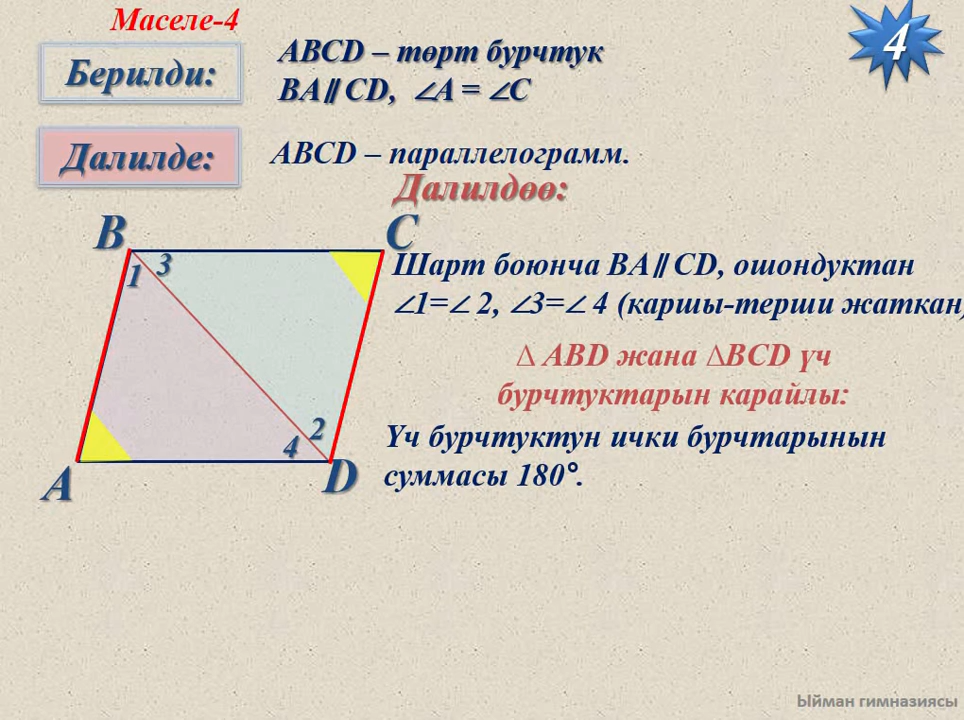 Маселе-4
4
Берилди:
ABCD – төрт бурчтук
BA∥CD, ∠A = ∠C
Далилде:
ABCD – параллелограмм.
Далилдөө:
B
C
1
3
Шарт боюнча BA∥CD, ошондуктан
∠1=∠ 2, ∠3=∠ 4 (каршы-терши жаткан)
∆ ABD жана ∆BCD үч
бурчтуктарын карайлы:
2
4
Үч бурчтуктун ички бурчтарынын
суммасы 180°.
A
D
Ыйман гимназиясы